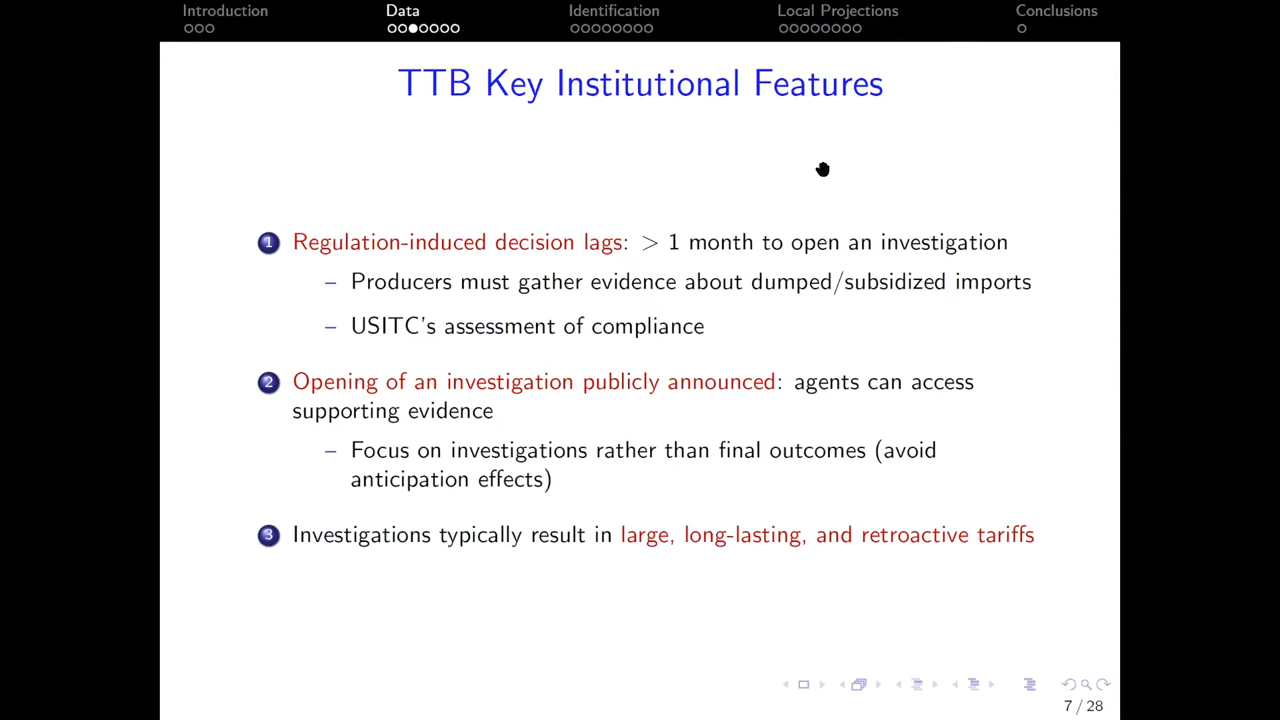 Introduction Data Identification Local Projections Conclusions
TTB Key Institutional Features
1 Regulation-induced decision lags: > 1 month to open an investigation
– Producers must gather evidence about dumped/subsidized imports
– USITC's assessment of compliance
2 Opening of an investigation publicly announced: agents can access
supporting evidence
– Focus on investigations rather than final outcomes (avoid
anticipation effects)
3 Investigations typically result in large, long-lasting, and retroactive tariffs
7 / 28